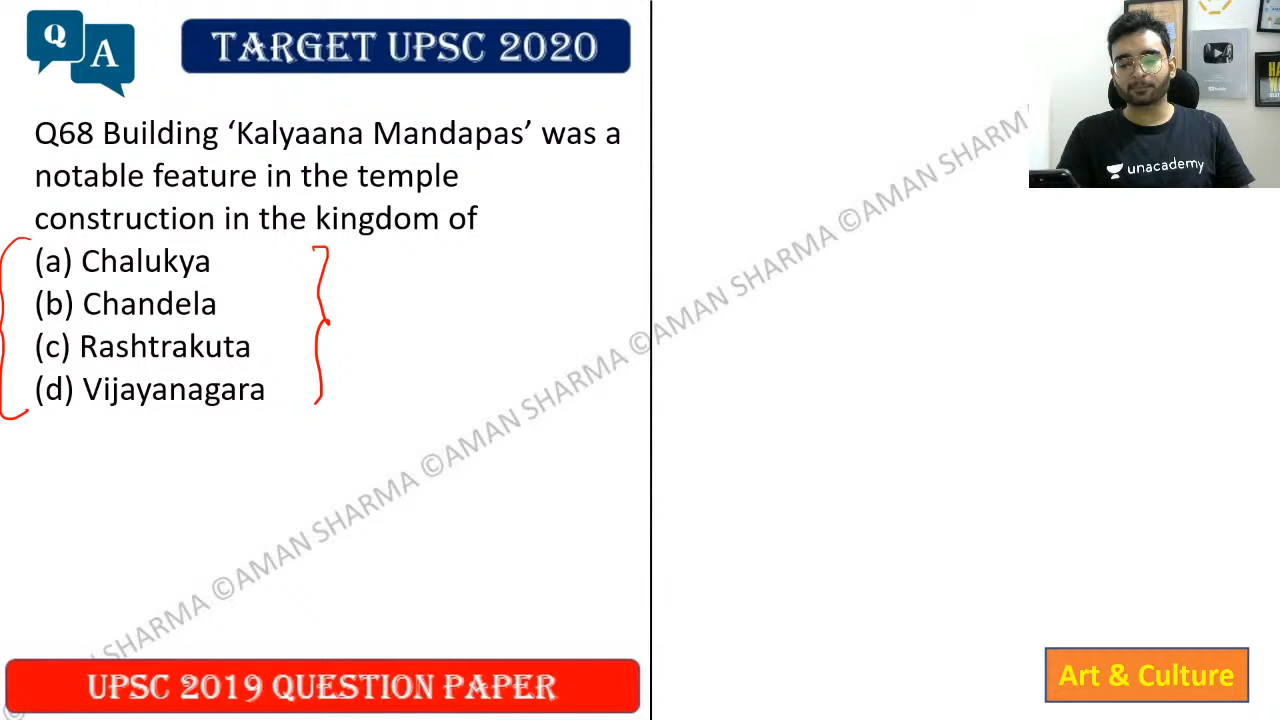 Q
A
TARGET UPSC 2020
unacademy
Q68 Building ‘Kalyaana Mandapas’ was a
notable feature in the temple
construction in the kingdom of
(a) Chalukya
(b) Chandela
(c) Rashtrakuta
(d) Vijayanagara
SHARMA ©AMAN SHARMA ©AMAN SHARMA ©AMAN SHARMA ©AMAN SHARMA
UPSC 2019 QUESTION PAPER
Art & Culture